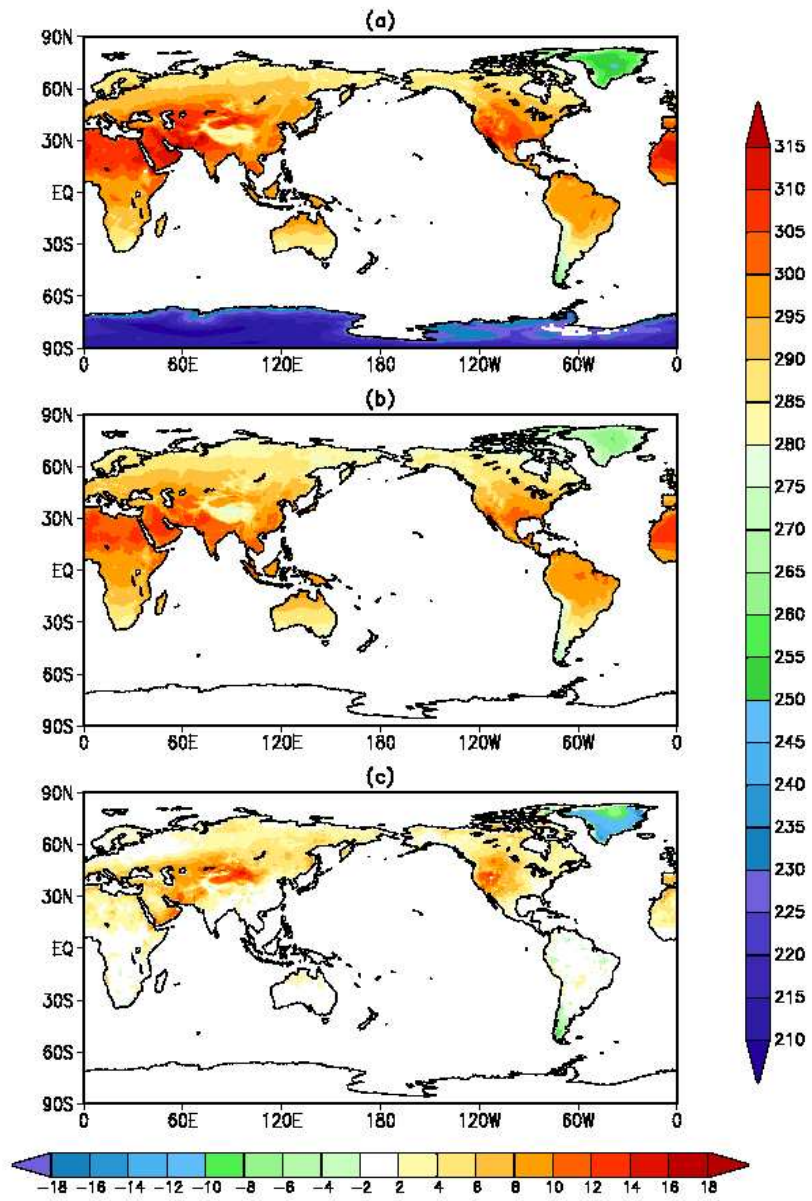 (a)
90N
60N
30N
EQ
30S
60S
90S
0 60E 120E 180 120W 60W 0
(b)
90N
60N
30N
EQ
30S
60S
90S
0 60E 120E 180 120W 60W 0
(c)
90N
60N
30N
EQ
30S
60S
90S
0 60E 120E 180 120W 60W 0
315
310
305
300
295
290
285
280
275
270
265
260
255
250
245
240
235
230
225
220
215
210
-18 -16 -14 -12 -10 -8 -6 -4 -2 2 4 6 8 10 12 14 16 18